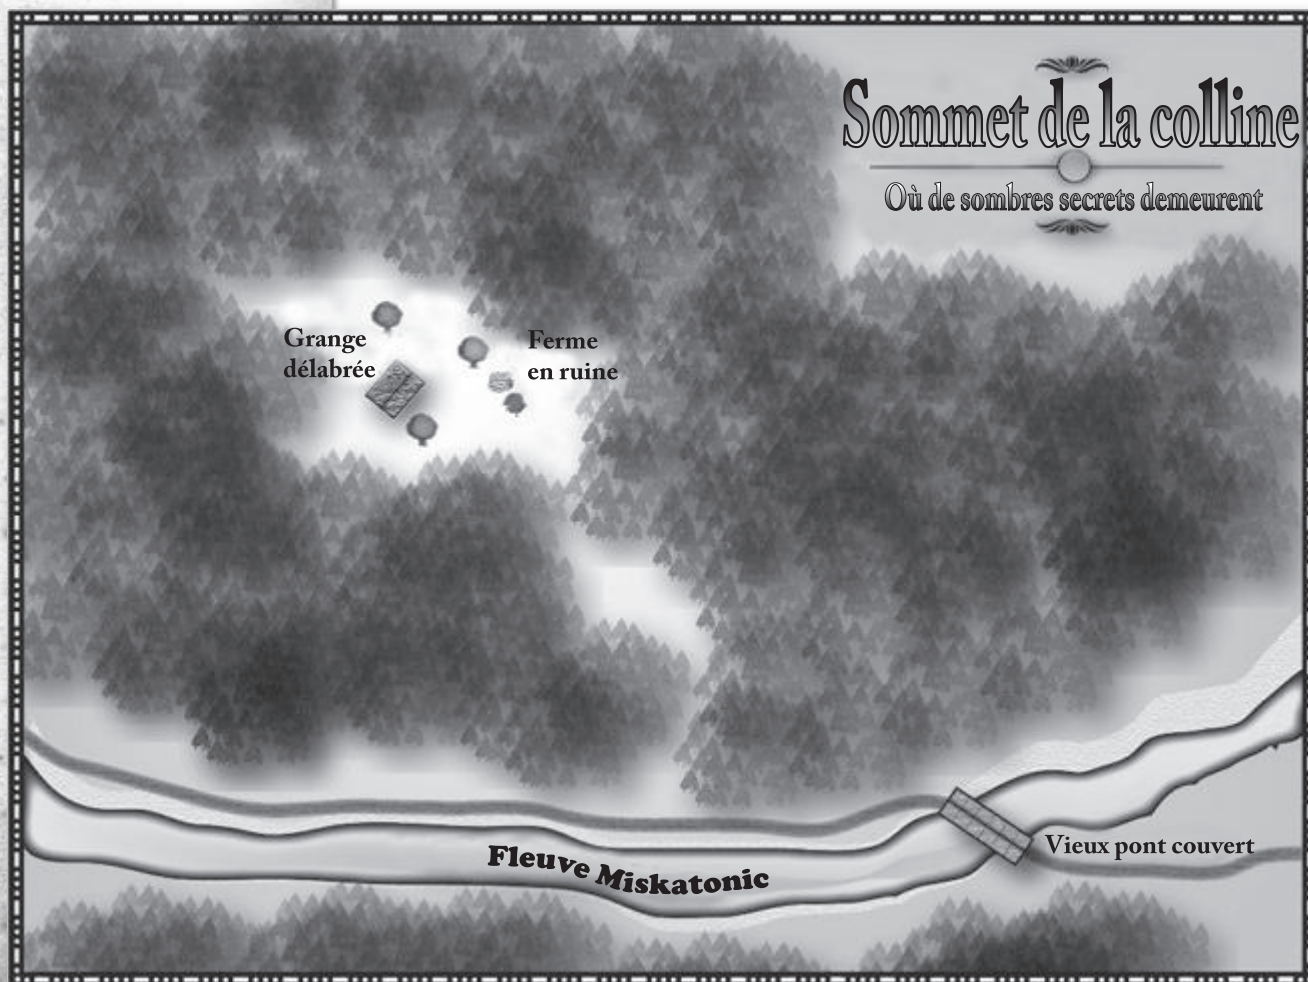 Sommet de la colline
Où de sombres secrets demeurent
Grange
délabrée
Ferme
en ruine
Vieux pont couvert
Fleuve Miskatonic